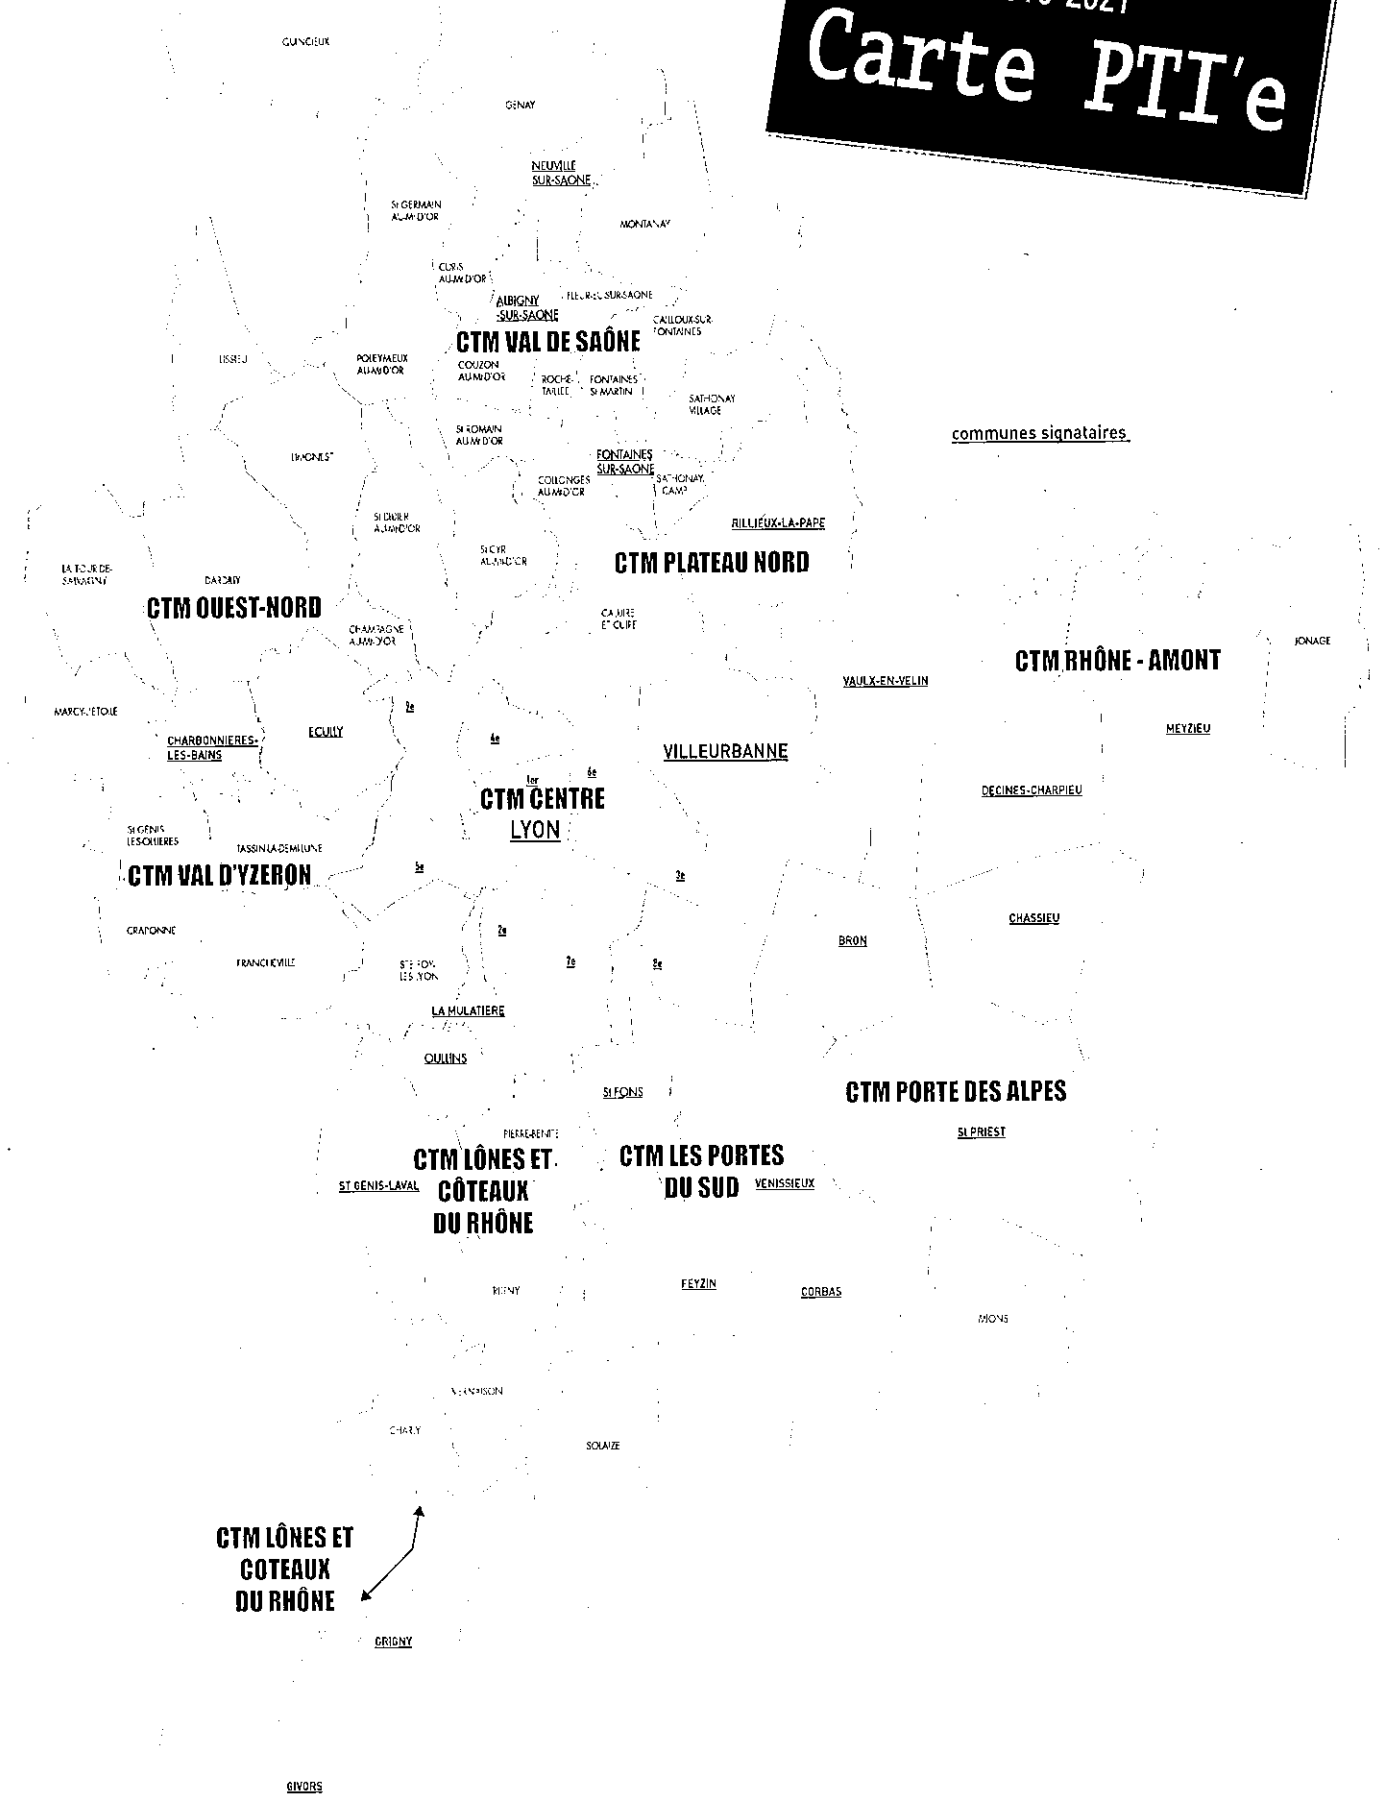 Carte PTI'e
GENAY
NEUVILLE
SUR-SAONE
St GERMAIN
AU-M D'OR
MONTANAY
CURIS
AU-M D'OR
ALBIGNY
-SUR-SAONE
CAILLOUX-SUR-
FONTAINES
CTM VAL DE SAÔNE
POLEYMIEUX
AU-M D'OR
COUZON
AU-M D'OR
ROCHE-
TAILLEE
FONTAINES
St MARTIN
SATHONAY
VILLAGE
communes signataires
St ROMAIN
AU-M D'OR
FONTAINES
SUR-SAONE
COLLONGES
AU-M D'OR
SATHONAY
CAMP
St DIDIER
AU-M D'OR
RILLIEUX-LA-PAPE
St CYR
AU-M D'OR
CTM PLATEAU NORD
DARDILLY
CTM OUEST-NORD
CHAMPAGNE
AU-M D'OR
CTM RHÔNE - AMONT
JONAGE
VAULX-EN-VELIN
MARCY-L'ETOILE
9e
ECULLY
MEYZIEU
CHARBONNIERES-
LES-BAINS
4e
VILLEURBANNE
1er
6e
DECINES-CHARPIEU
CTM CENTRE
LYON
St GENIS
LES OLLIERES
TASSIN LA DEMI LUNE
CTM VAL D'YZERON
5e
3e
CHASSIEU
CRAPONNE
2e
BRON
FRANCHEVILLE
7e
8e
STE FOY-
LES LYON
LA MULATIERE
OULLINS
St FONS
CTM PORTE DES ALPES
PIERRE-BENITE
St PRIEST
CTM LÔNES ET
CÔTEAUX
DU RHÔNE
ST GENIS-LAVAL
CTM LES PORTES
DU SUD
VENISSIEUX
FEYZIN
CORBAS
IRIGNY
MIONS
VERNAISON
CHARLY
SOLAIZE
CTM LÔNES ET
COTEAUX
DU RHÔNE
GRIGNY
GIVORS